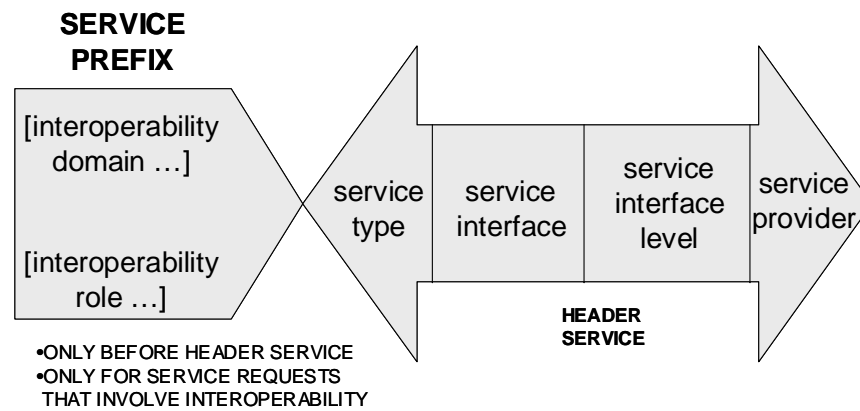 SERVICE
PREFIX
[interoperability
domain …]
[interoperability
role …]
•ONLY BEFORE HEADER SERVICE
•ONLY FOR SERVICE REQUESTS
THAT INVOLVE INTEROPERABILITY
service
type
service
interface
service
interface
level
service
provider
HEADER
SERVICE